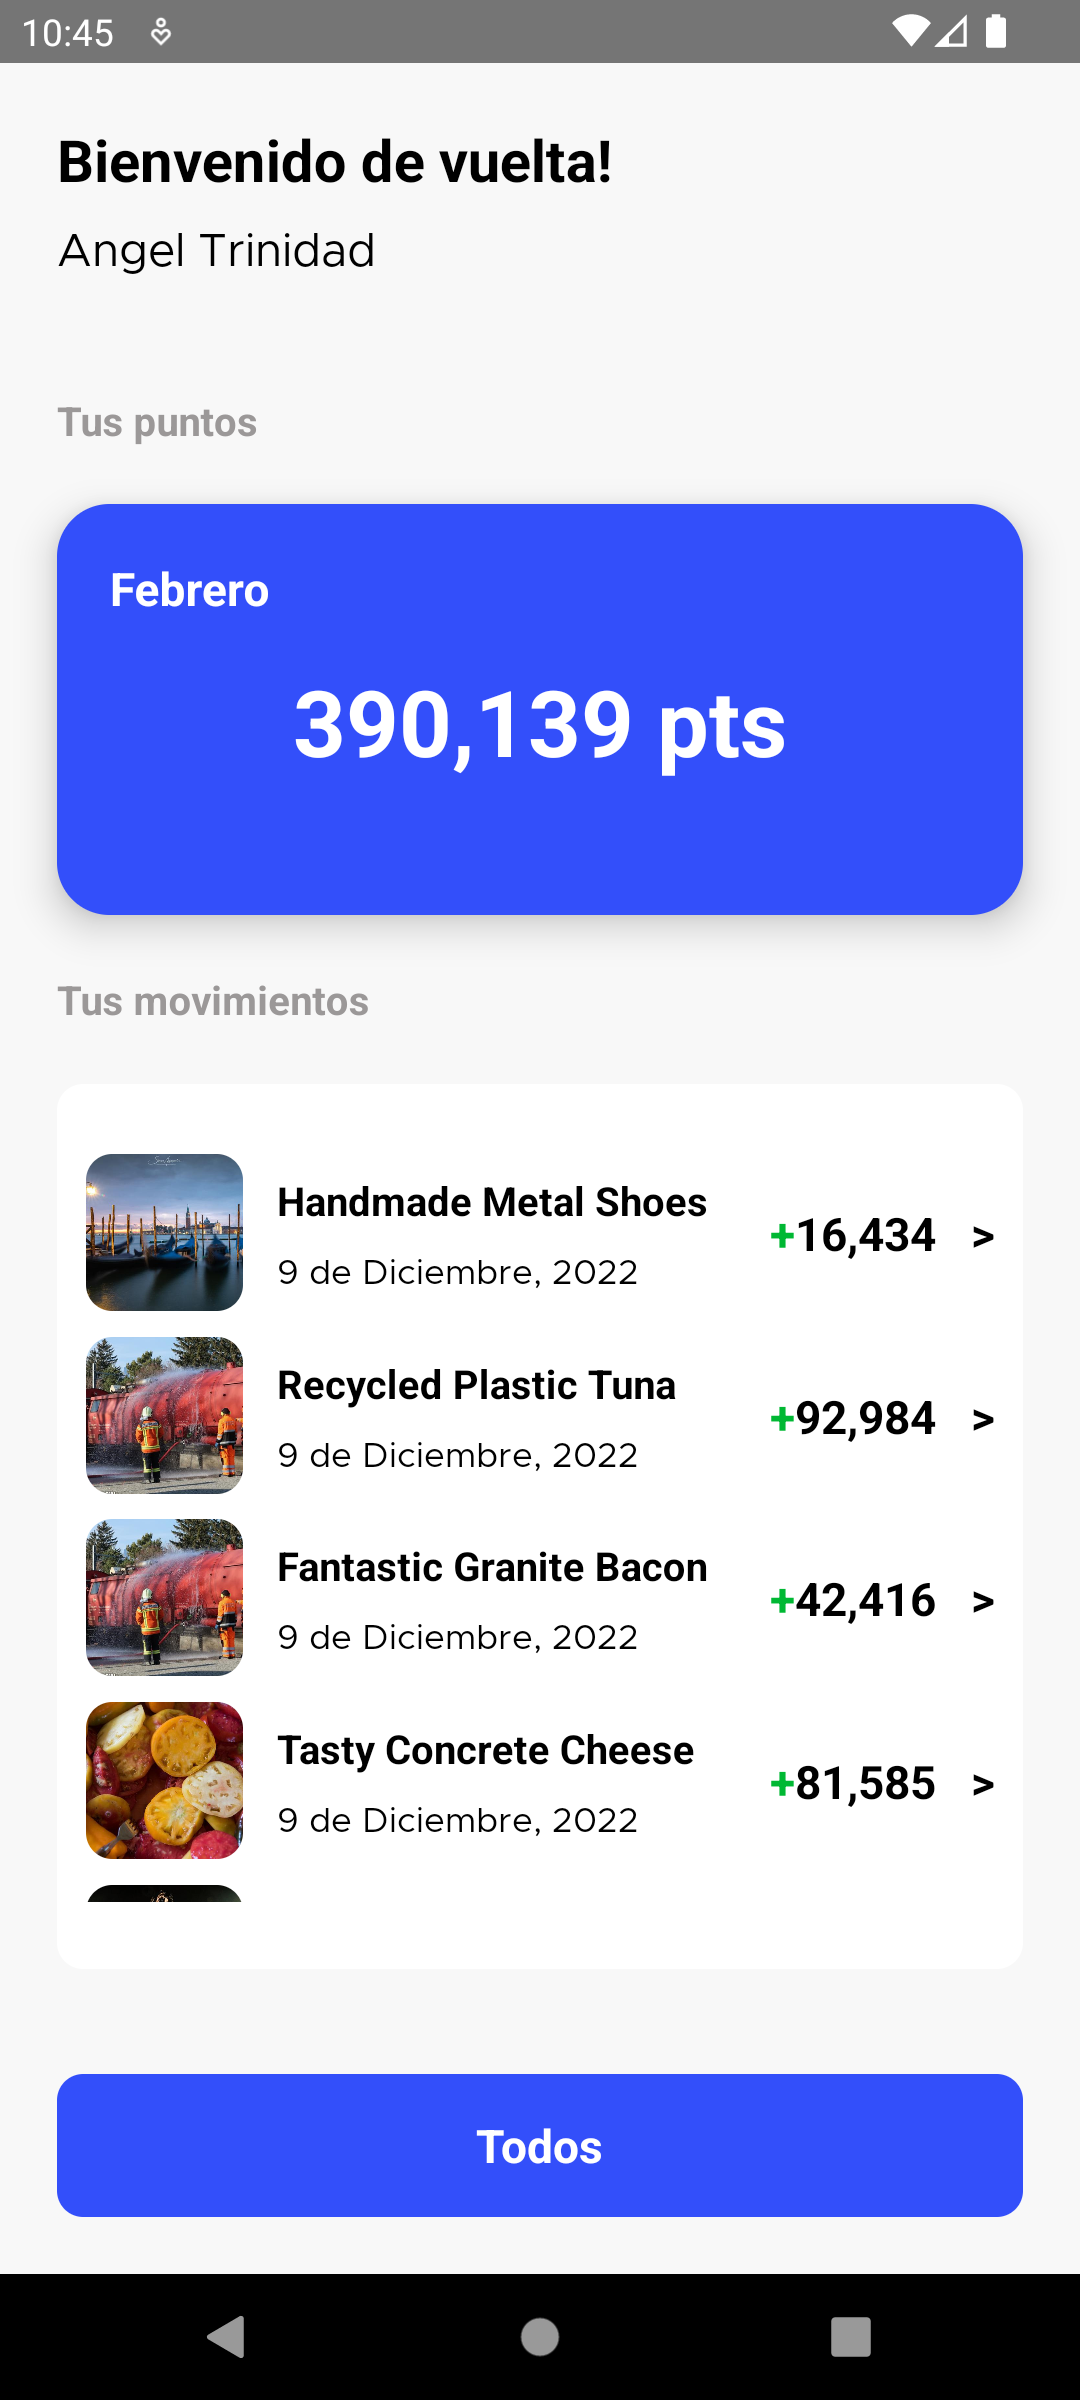 10:45
Bienvenido de vuelta!
Angel Trinidad
Tus puntos
Febrero
390,139 pts
Tus movimientos
Handmade Metal Shoes
9 de Diciembre, 2022
+16,434 >
Recycled Plastic Tuna
9 de Diciembre, 2022
+92,984 >
Fantastic Granite Bacon
9 de Diciembre, 2022
+42,416 >
Tasty Concrete Cheese
9 de Diciembre, 2022
+81,585 >
Todos